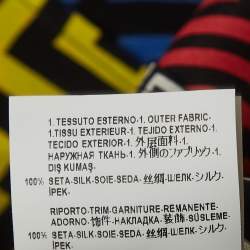 1. TESSUTO ESTERNO-1. OUTER FABRIC-
1.TISSU EXTERIEUR-1. TEJIDO EXTERNO-
1. TECIDO EXTERIOR-1. 外层面料-1.
НАРУЖНАЯ ТКАНЬ-1. 外側のファブリック-1.
DIŞ KUMAŞ-
100% SETA-SILK-SOIE-SEDA-丝绸-ШЕЛК-シルク-
İPEK.
RIPORTO-TRIM-GARNITURE-REMANENTE-
ADORNO-饰件-НАКЛАДКА-装飾-SÜSLEME-
100% SETA-SILK-SOIE-SEDA-丝绸-ШЕЛК-シルク-
İPEK.